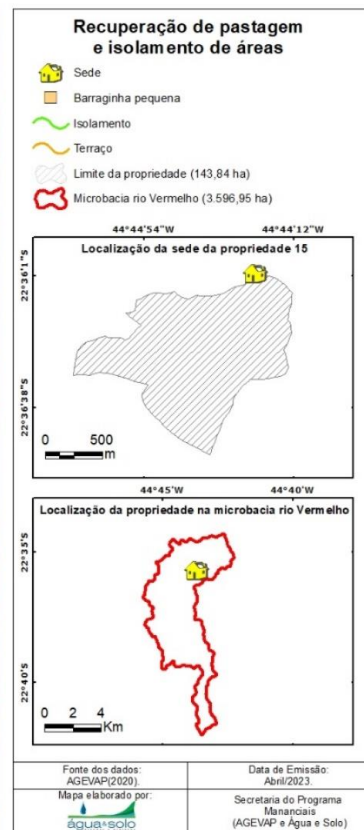 Recuperação de pastagem
e isolamento de áreas
Sede
Barraginha pequena
Isolamento
Terraço
Limite da propriedade (143,84 ha)
Microbacia rio Vermelho (3.596,95 ha)
44°44'54"W 44°44'12"W
Localização da sede da propriedade 15
22°36'1"S
22°36'38"S
0 500
m
44°45'W 44°40'W
Localização da propriedade na microbacia rio Vermelho
22°35'S
22°40'S
0 2 4
Km
Fonte dos dados:
AGEVAP(2020).
Data de Emissão:
Abril/2023.
Mapa elaborado por:
água e solo
Secretaria do Programa
Mananciais
(AGEVAP e Água e Solo)